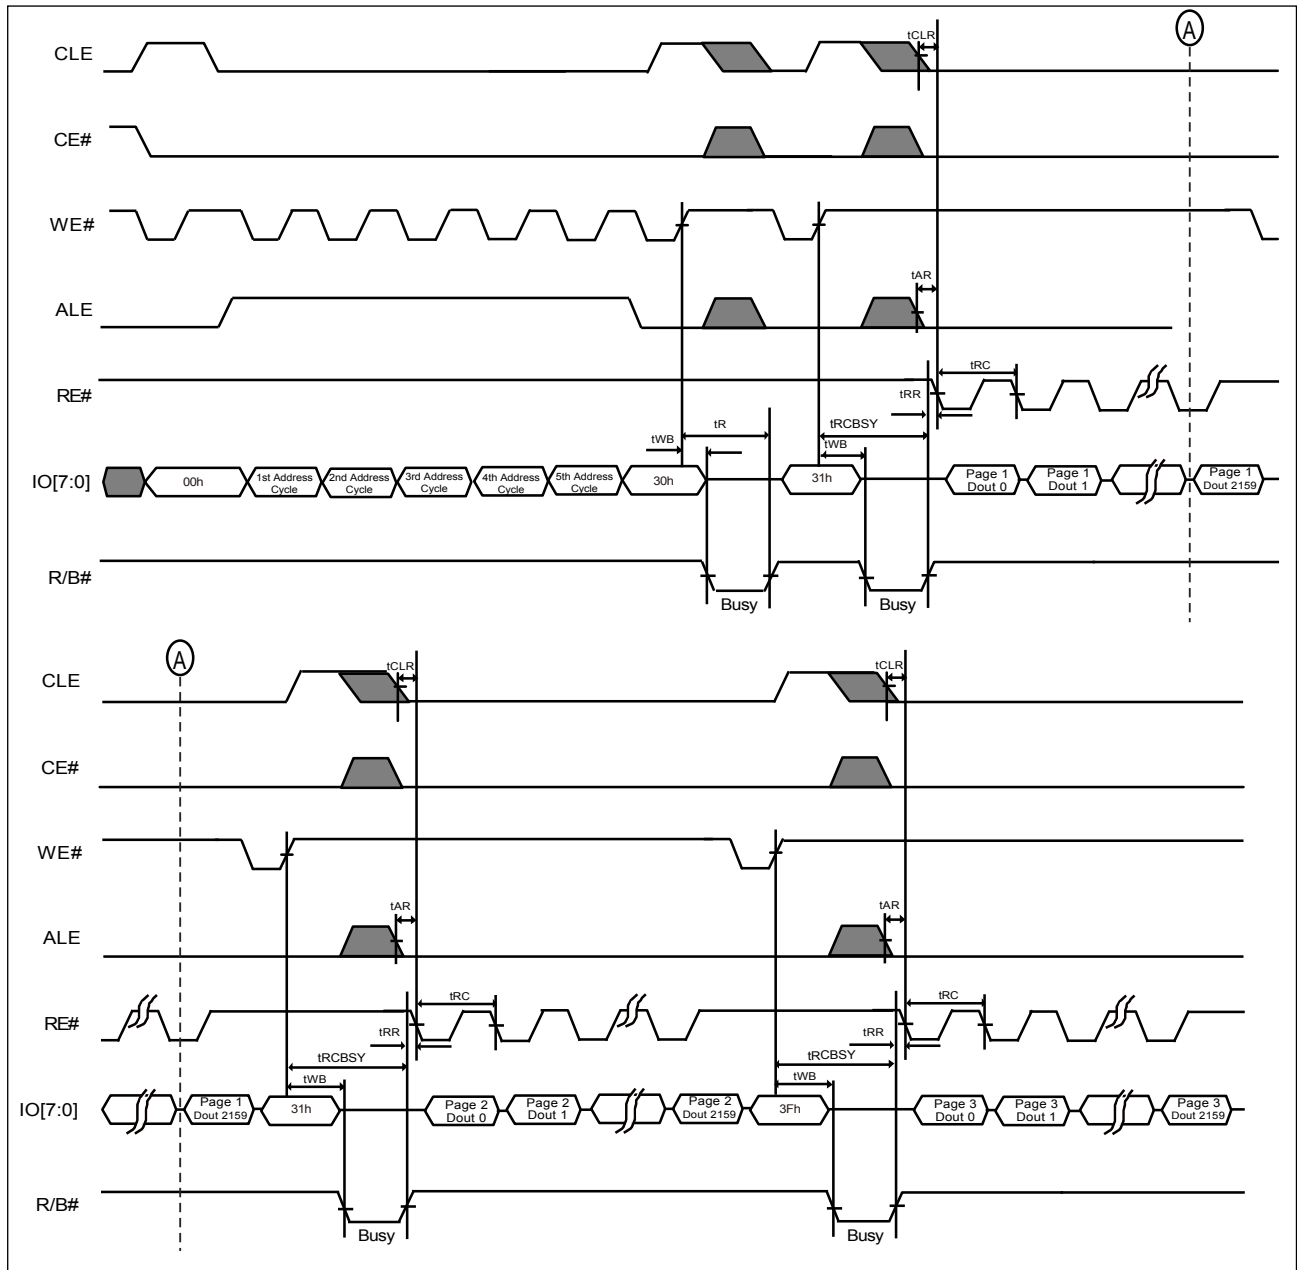 A
CLE
tCLR
CE#
WE#
ALE
tAR
RE#
tRC
tRR
tR
tRCBSY
tWB
tWB
IO[7:0]
00h
1st Address
Cycle
2nd Address
Cycle
3rd Address
Cycle
4th Address
Cycle
5th Address
Cycle
30h
31h
Page 1
Dout 0
Page 1
Dout 1
Page 1
Dout 2159
R/B#
Busy
Busy
A
CLE
tCLR
tCLR
CE#
WE#
ALE
tAR
tAR
RE#
tRC
tRC
tRR
tRR
tRCBSY
tRCBSY
tWB
tWB
IO[7:0]
Page 1
Dout 2159
31h
Page 2
Dout 0
Page 2
Dout 1
Page 2
Dout 2159
3Fh
Page 3
Dout 0
Page 3
Dout 1
Page 3
Dout 2159
R/B#
Busy
Busy